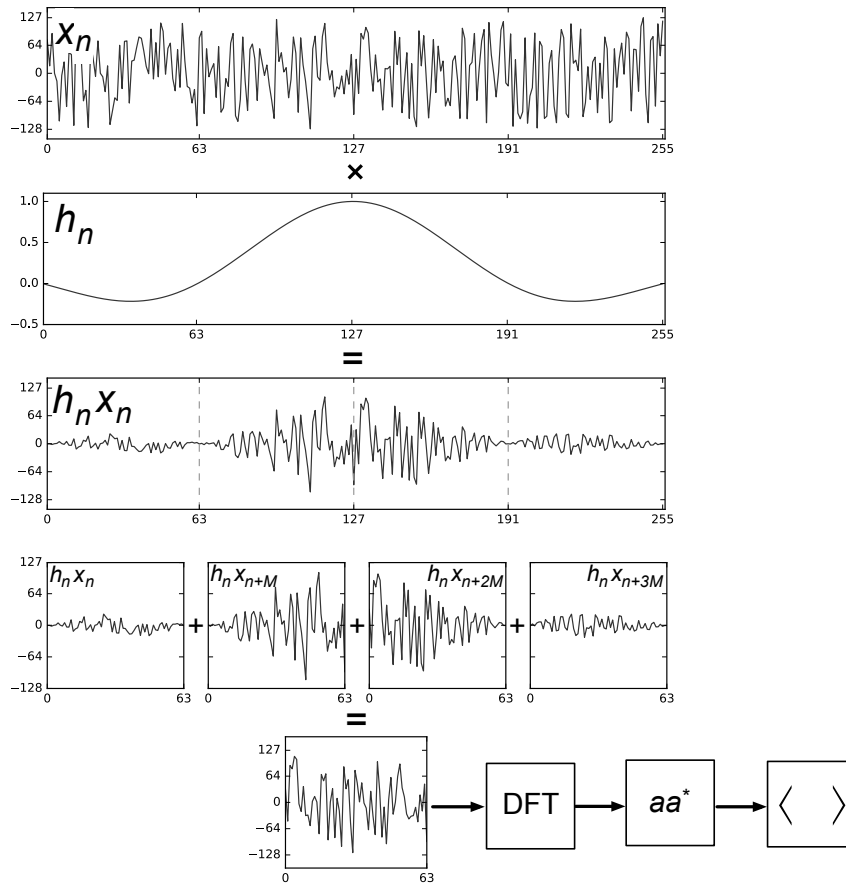 127
x_n
64
0
−64
−128
0 63 127 191 255
×
1.0
h_n
0.5
0.0
−0.5
0 63 127 191 255
=
127
h_n x_n
64
0
−64
−128
0 63 127 191 255
127
h_n x_n h_n x_{n+M} h_n x_{n+2M} h_n x_{n+3M}
64
0 + + +
−64
−128
0 63 0 63 0 63 0 63
=
127
64
0 DFT aa* ⟨ ⟩
−64
−128
0 63